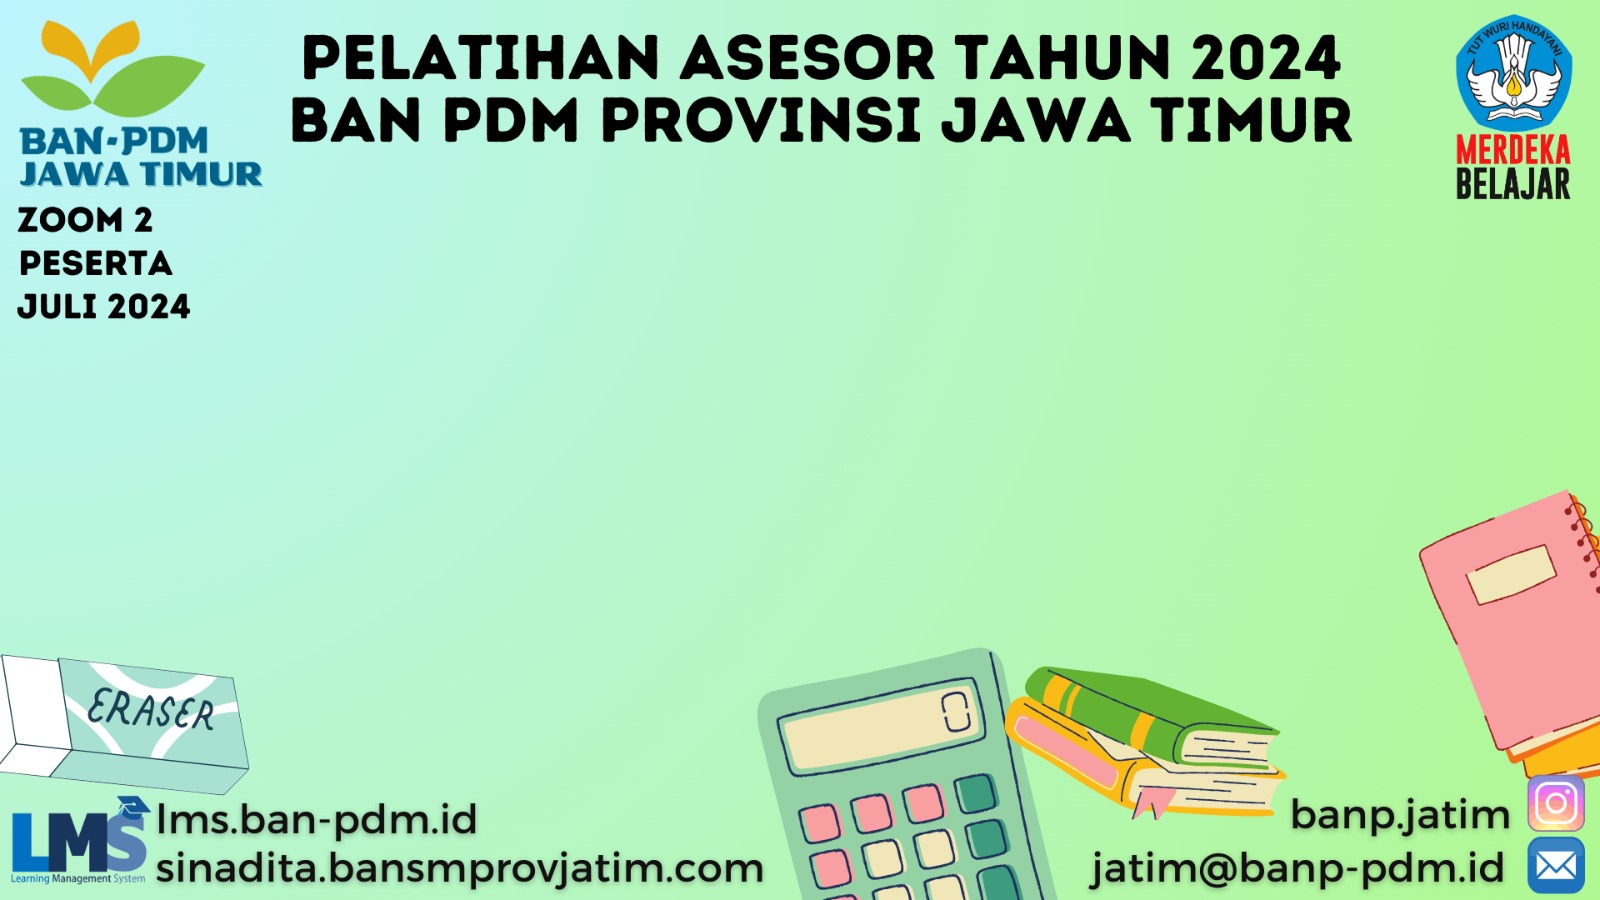 PELATIHAN ASESOR TAHUN 2024
BAN PDM PROVINSI JAWA TIMUR
BAN-PDM
JAWA TIMUR
ZOOM 2
PESERTA
JULI 2024
TUT WURI HANDAYANI
MERDEKA
BELAJAR
ERASER
0
LMS
Learning Management System
lms.ban-pdm.id
sinadita.bansmprovjatim.com
banp.jatim
jatim@banp-pdm.id